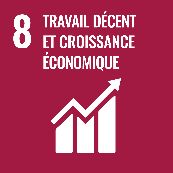 8 TRAVAIL DÉCENT
ET CROISSANCE
ÉCONOMIQUE